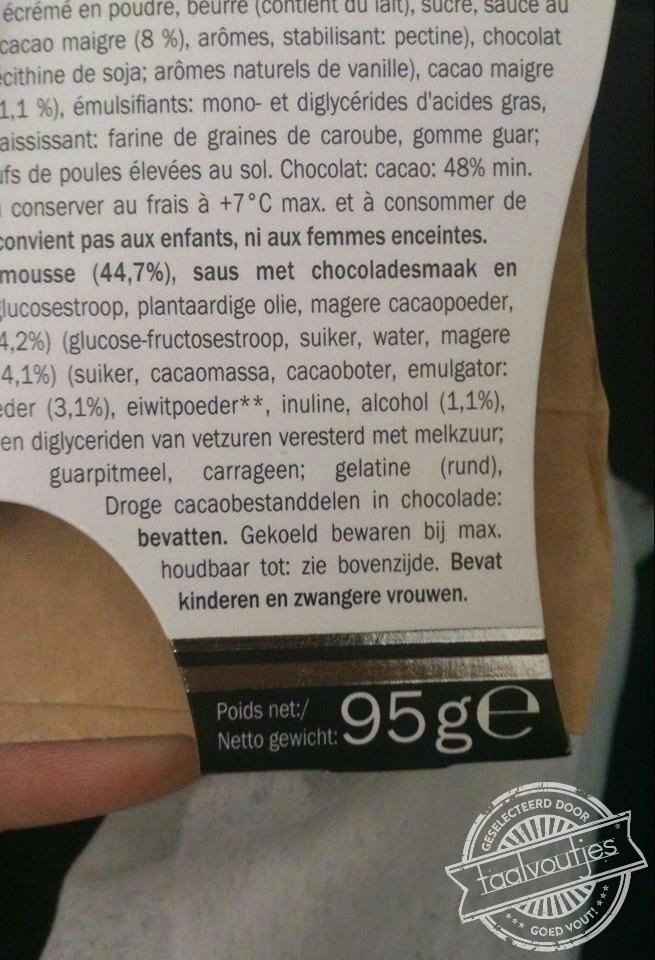 écrémé en poudre, beurre (contient du lait), sucre, sauce au
cacao maigre (8 %), arômes, stabilisant: pectine), chocolat
écithine de soja; arômes naturels de vanille), cacao maigre
1,1 %), émulsifiants: mono- et diglycérides d'acides gras,
aississant: farine de graines de caroube, gomme guar;
ufs de poules élevées au sol. Chocolat: cacao: 48% min.
conserver au frais à +7°C max. et à consommer de
convient pas aux enfants, ni aux femmes enceintes.
mousse (44,7%), saus met chocoladesmaak en
glucosestroop, plantaardige olie, magere cacaopoeder,
4,2%) (glucose-fructosestroop, suiker, water, magere
4,1%) (suiker, cacaomassa, cacaoboter, emulgator:
eder (3,1%), eiwitpoeder**, inuline, alcohol (1,1%),
en diglyceriden van vetzuren veresterd met melkzuur;
guarpitmeel, carrageen; gelatine (rund),
Droge cacaobestanddelen in chocolade:
bevatten. Gekoeld bewaren bij max.
houdbaar tot: zie bovenzijde. Bevat
kinderen en zwangere vrouwen.
Poids net:/
Netto gewicht: 95g℮
GESELECTEERD DOOR
taalvoutjes
GOED VOUT!